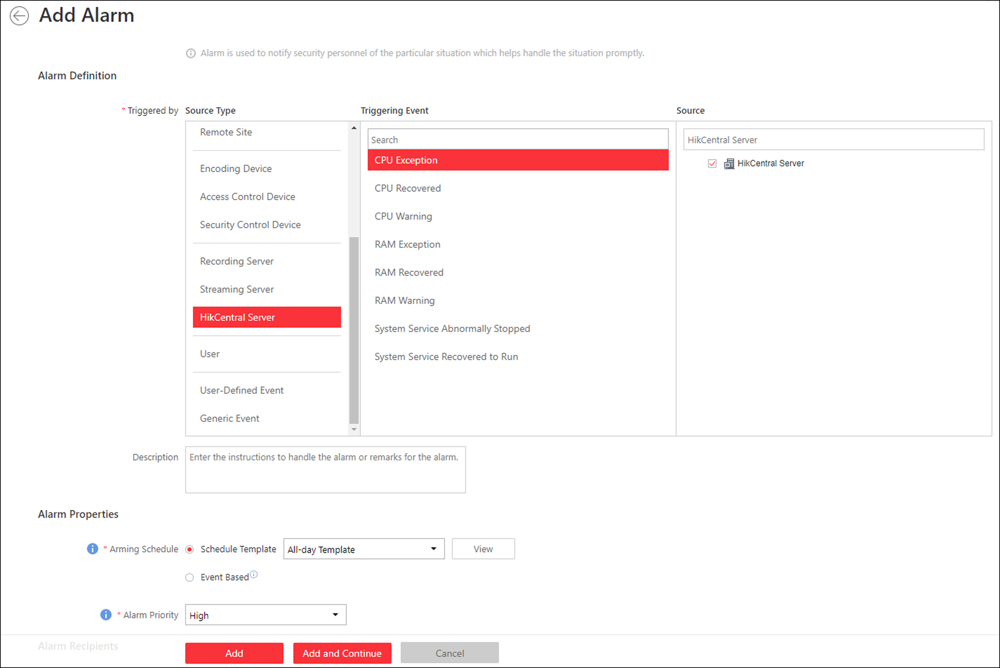 Add Alarm
Alarm is used to notify security personnel of the particular situation which helps handle the situation promptly.
Alarm Definition
* Triggered by
Source Type
Triggering Event
Source
Remote Site
Encoding Device
Access Control Device
Security Control Device
Recording Server
Streaming Server
HikCentral Server
User
User-Defined Event
Generic Event
Search
CPU Exception
CPU Recovered
CPU Warning
RAM Exception
RAM Recovered
RAM Warning
System Service Abnormally Stopped
System Service Recovered to Run
HikCentral Server
HikCentral Server
Description
Enter the instructions to handle the alarm or remarks for the alarm.
Alarm Properties
* Arming Schedule
Schedule Template
All-day Template
View
Event Based
* Alarm Priority
High
Alarm Recipients
Add
Add and Continue
Cancel